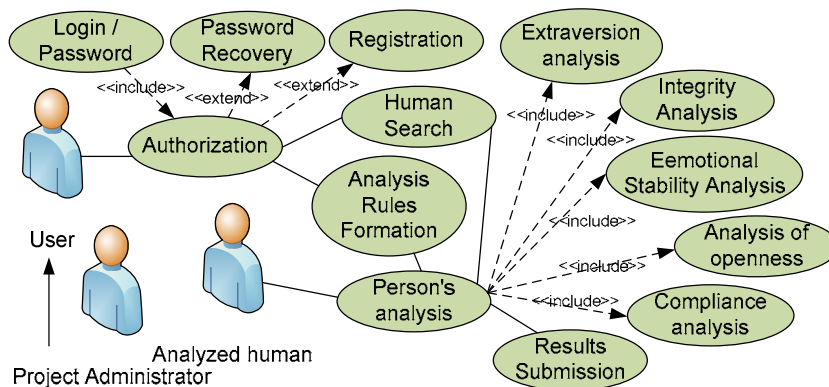 Login /
Password
Password
Recovery
Registration
Extraversion
analysis
<<include>>
<<extend>>
<<extend>>
<<include>>
Integrity
Analysis
Human
Search
<<include>>
Authorization
Eemotional
Stability Analysis
Analysis
Rules
Formation
<<include>>
User
Analysis of
openness
<<include>>
Person's
analysis
<<include>>
Compliance
analysis
Analyzed human
Results
Submission
Project Administrator